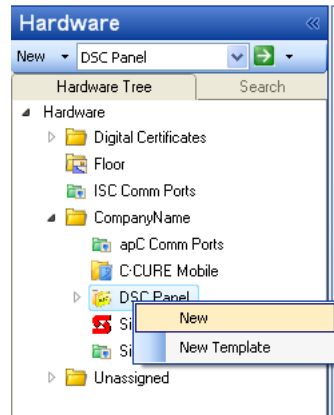 Hardware
New DSC Panel
Hardware Tree Search
Hardware
Digital Certificates
Floor
ISC Comm Ports
CompanyName
apC Comm Ports
C·CURE Mobile
DSC Panel
New
New Template
Unassigned